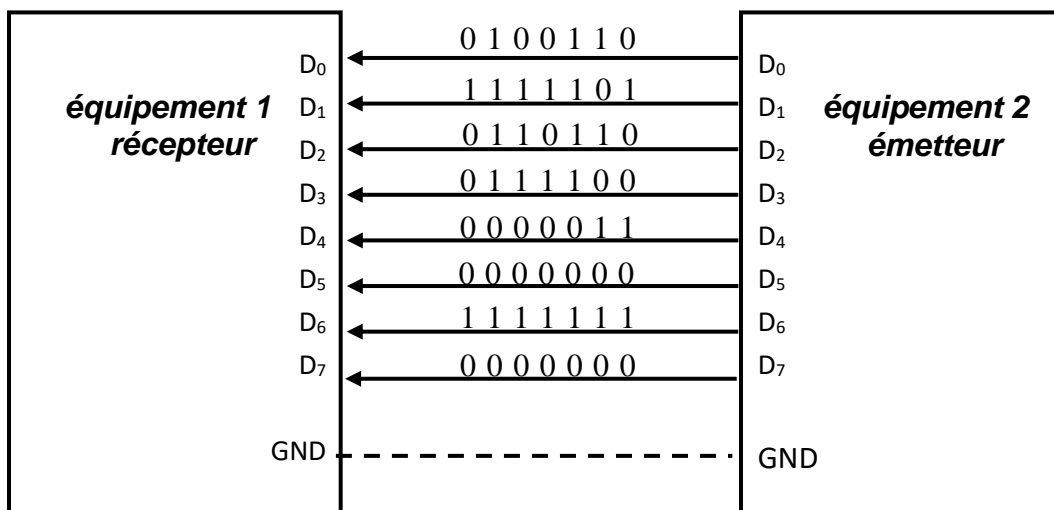 0 1 0 0 1 1 0
D₀ D₀
1 1 1 1 1 0 1
équipement 1 D₁ D₁ équipement 2
récepteur D₂ 0 1 1 0 1 1 0 D₂ émetteur
D₃ 0 1 1 1 1 0 0 D₃
D₄ 0 0 0 0 0 1 1 D₄
D₅ 0 0 0 0 0 0 0 D₅
D₆ 1 1 1 1 1 1 1 D₆
D₇ 0 0 0 0 0 0 0 D₇
GND GND